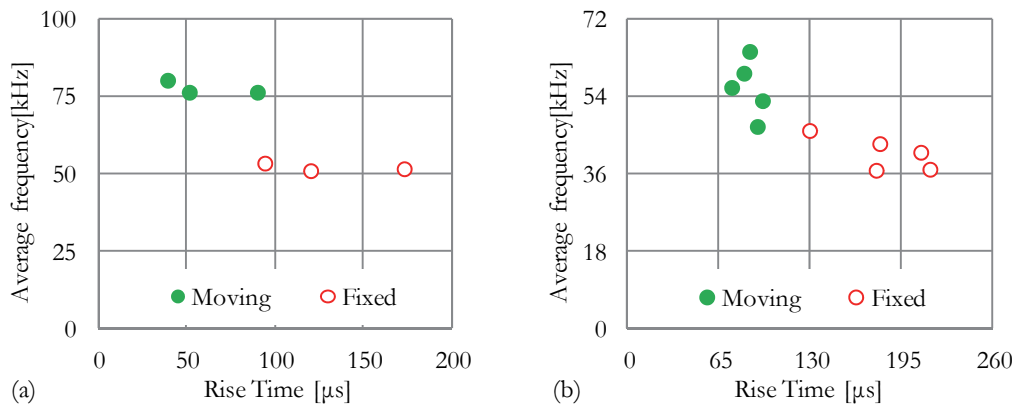 100
75
50
25
0
Average frequency[kHz]
Moving
Fixed
0 50 100 150 200
(a) Rise Time [µs]
72
54
36
18
0
Average frequency[kHz]
Moving
Fixed
0 65 130 195 260
(b) Rise Time [µs]